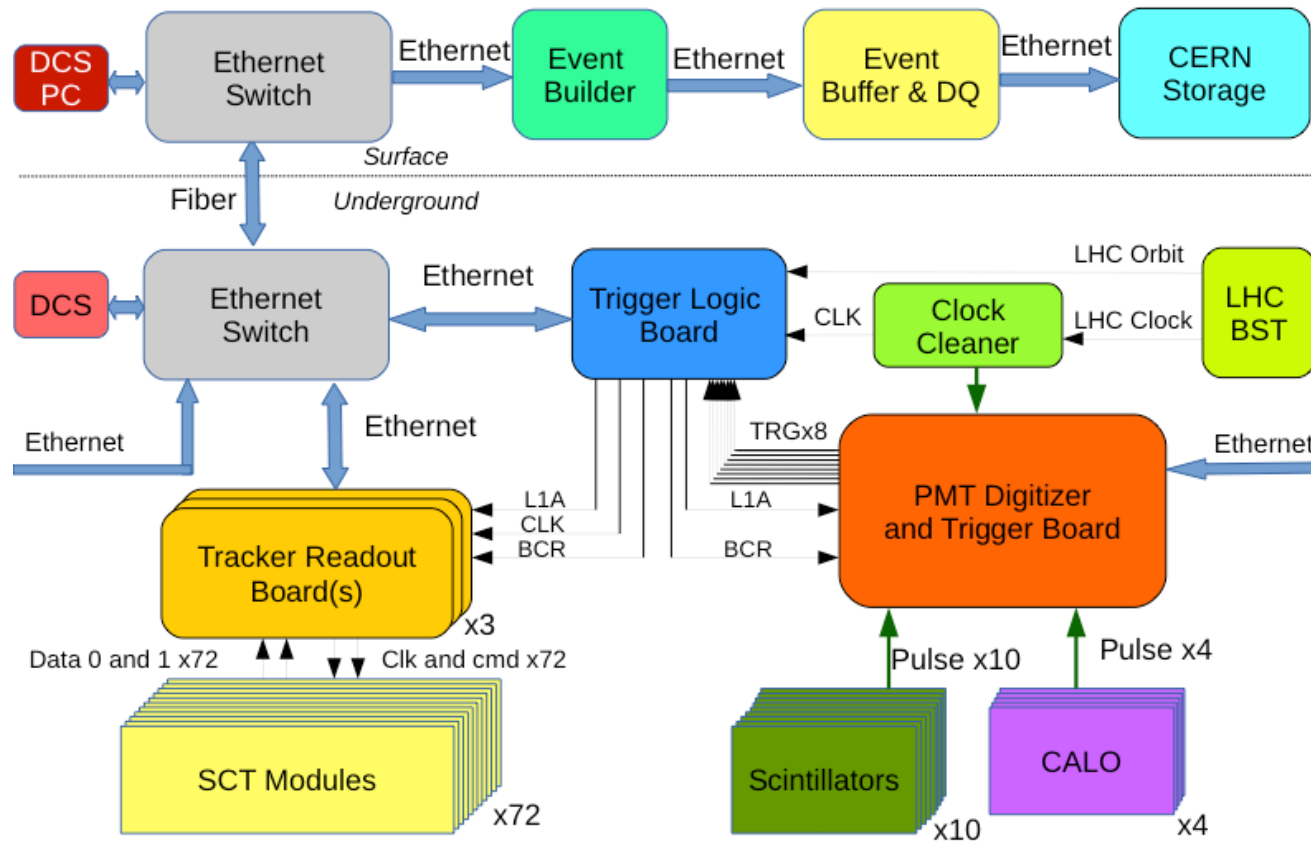 DCS
PC
Ethernet
Switch
Ethernet
Event
Builder
Ethernet
Event
Buffer & DQ
Ethernet
CERN
Storage
Surface
Fiber
Underground
DCS
Ethernet
Switch
Ethernet
Trigger Logic
Board
LHC Orbit
CLK
Clock
Cleaner
LHC Clock
LHC
BST
Ethernet
Ethernet
TRGx8
Ethernet
L1A
CLK
BCR
L1A
BCR
PMT Digitizer
and Trigger Board
Tracker Readout
Board(s)
x3
Data 0 and 1 x72
Clk and cmd x72
Pulse x10
Pulse x4
SCT Modules
x72
Scintillators
x10
CALO
x4